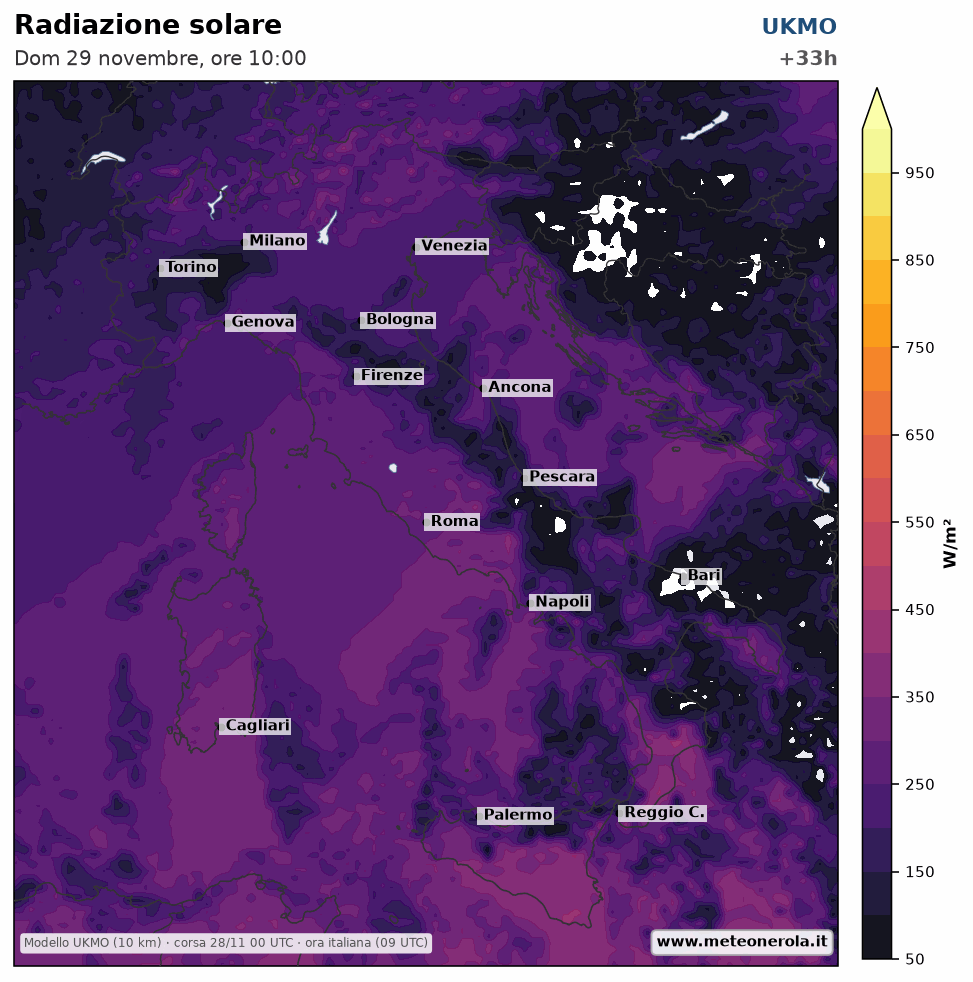 Radiazione solare
UKMO
Dom 29 novembre, ore 10:00
+33h
Milano
Venezia
Torino
Genova
Bologna
Firenze
Ancona
Pescara
Roma
Bari
Napoli
Cagliari
Palermo
Reggio C.
950
850
750
650
550
450
350
250
150
50
W/m²
Modello UKMO (10 km) · corsa 28/11 00 UTC · ora italiana (09 UTC)
www.meteonerola.it